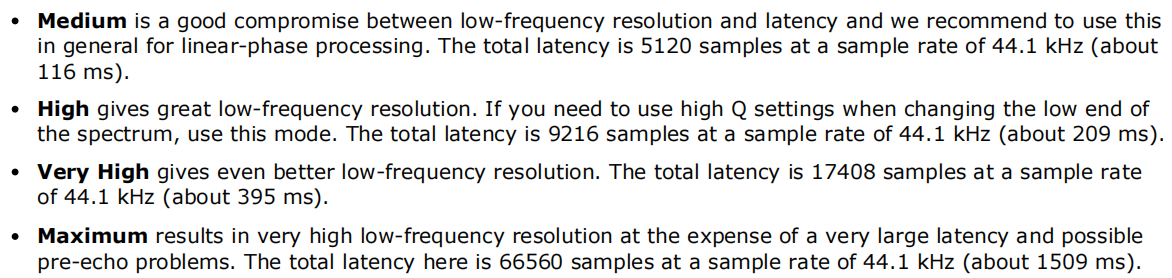 • Medium is a good compromise between low-frequency resolution and latency and we recommend to use this
in general for linear-phase processing. The total latency is 5120 samples at a sample rate of 44.1 kHz (about
116 ms).
• High gives great low-frequency resolution. If you need to use high Q settings when changing the low end of
the spectrum, use this mode. The total latency is 9216 samples at a sample rate of 44.1 kHz (about 209 ms).
• Very High gives even better low-frequency resolution. The total latency is 17408 samples at a sample rate
of 44.1 kHz (about 395 ms).
• Maximum results in very high low-frequency resolution at the expense of a very large latency and possible
pre-echo problems. The total latency here is 66560 samples at a sample rate of 44.1 kHz (about 1509 ms).